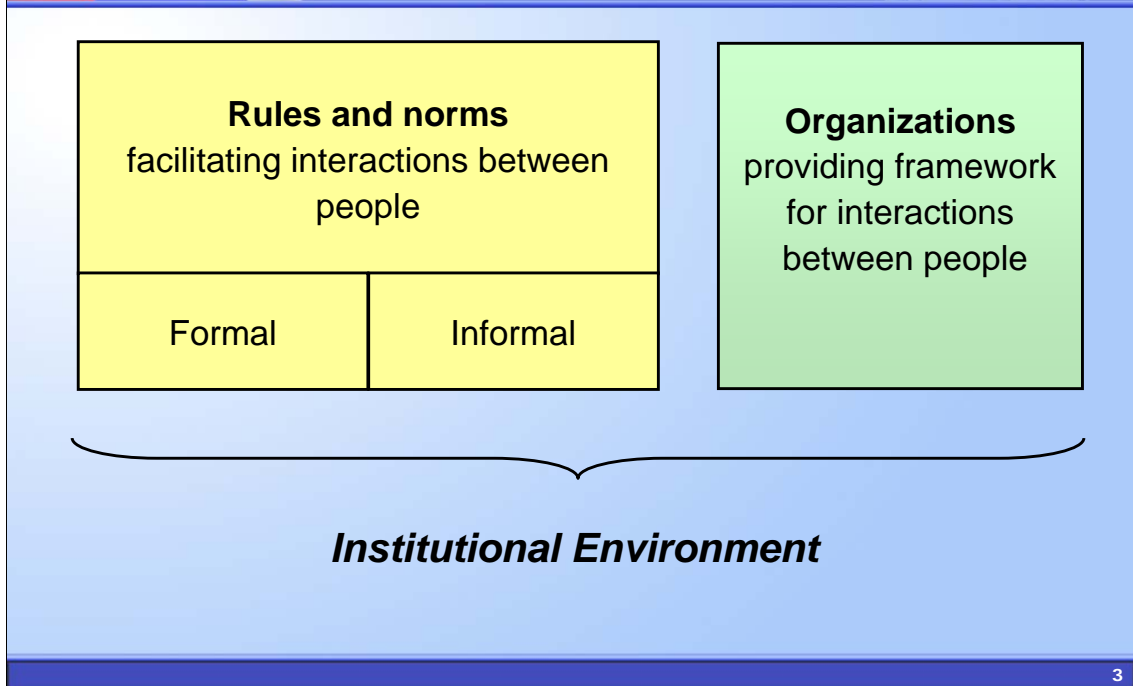 Rules and norms
facilitating interactions between
people
Formal
Informal
Organizations
providing framework
for interactions
between people
Institutional Environment
3